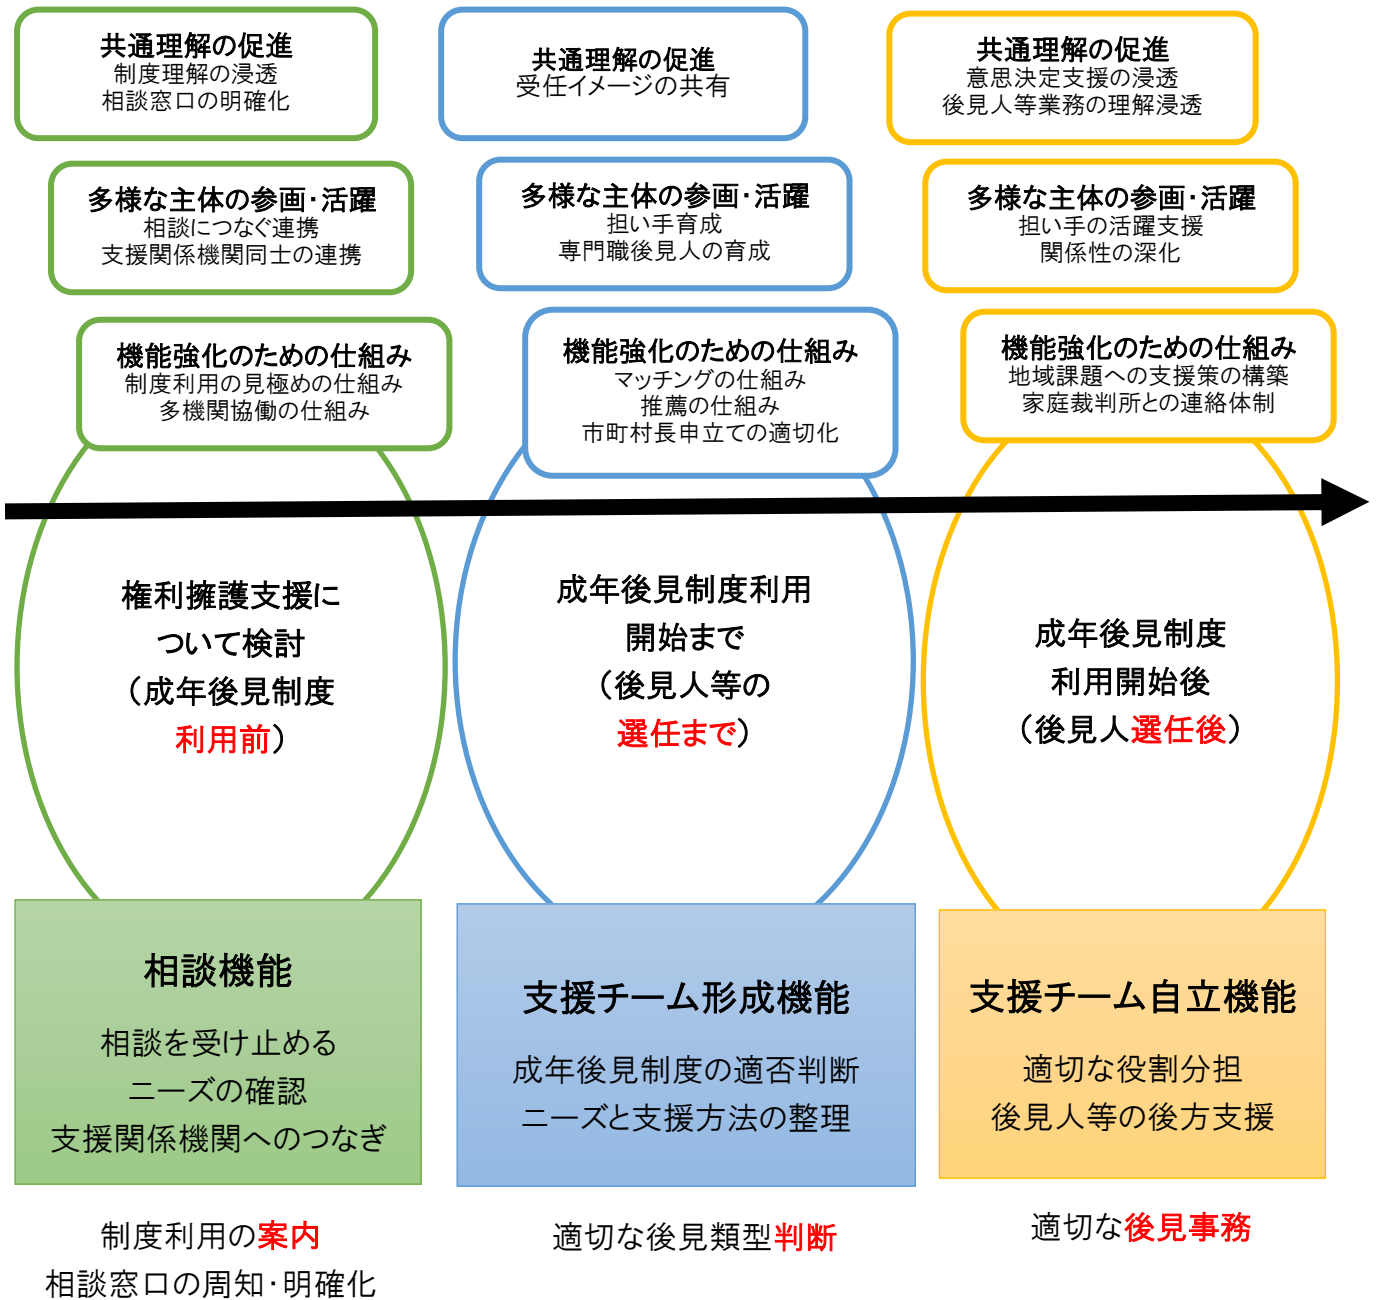 共通理解の促進
制度理解の浸透
相談窓口の明確化
共通理解の促進
受任イメージの共有
共通理解の促進
意思決定支援の浸透
後見人等業務の理解浸透
多様な主体の参画・活躍
相談につなぐ連携
支援関係機関同士の連携
多様な主体の参画・活躍
担い手育成
専門職後見人の育成
多様な主体の参画・活躍
担い手の活躍支援
関係性の深化
機能強化のための仕組み
制度利用の見極めの仕組み
多機関協働の仕組み
機能強化のための仕組み
マッチングの仕組み
推薦の仕組み
市町村長申立ての適切化
機能強化のための仕組み
地域課題への支援策の構築
家庭裁判所との連絡体制
権利擁護支援に
ついて検討
（成年後見制度
利用前）
成年後見制度利用
開始まで
（後見人等の
選任まで）
成年後見制度
利用開始後
（後見人選任後）
相談機能
相談を受け止める
ニーズの確認
支援関係機関へのつなぎ
支援チーム形成機能
成年後見制度の適否判断
ニーズと支援方法の整理
支援チーム自立機能
適切な役割分担
後見人等の後方支援
制度利用の案内
相談窓口の周知・明確化
適切な後見類型判断
適切な後見事務